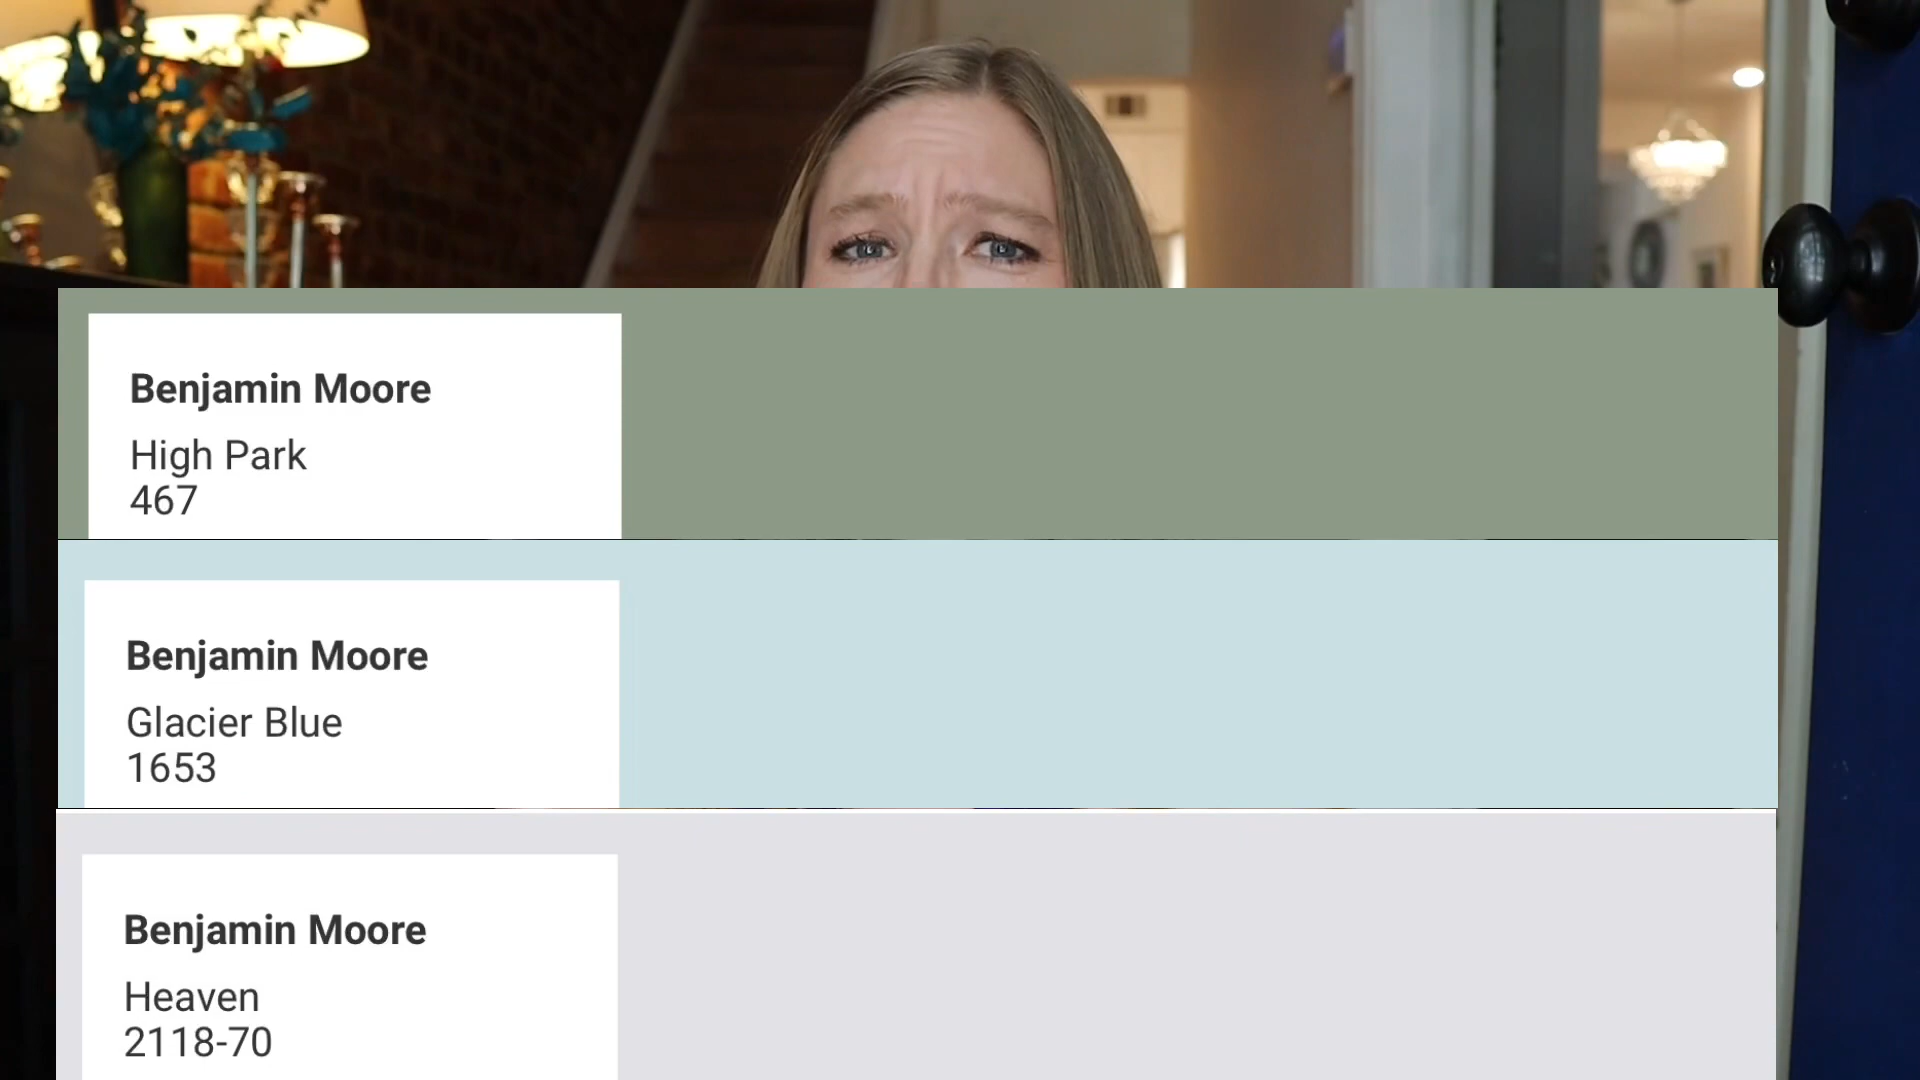 Benjamin Moore
High Park
467
Benjamin Moore
Glacier Blue
1653
Benjamin Moore
Heaven
2118-70